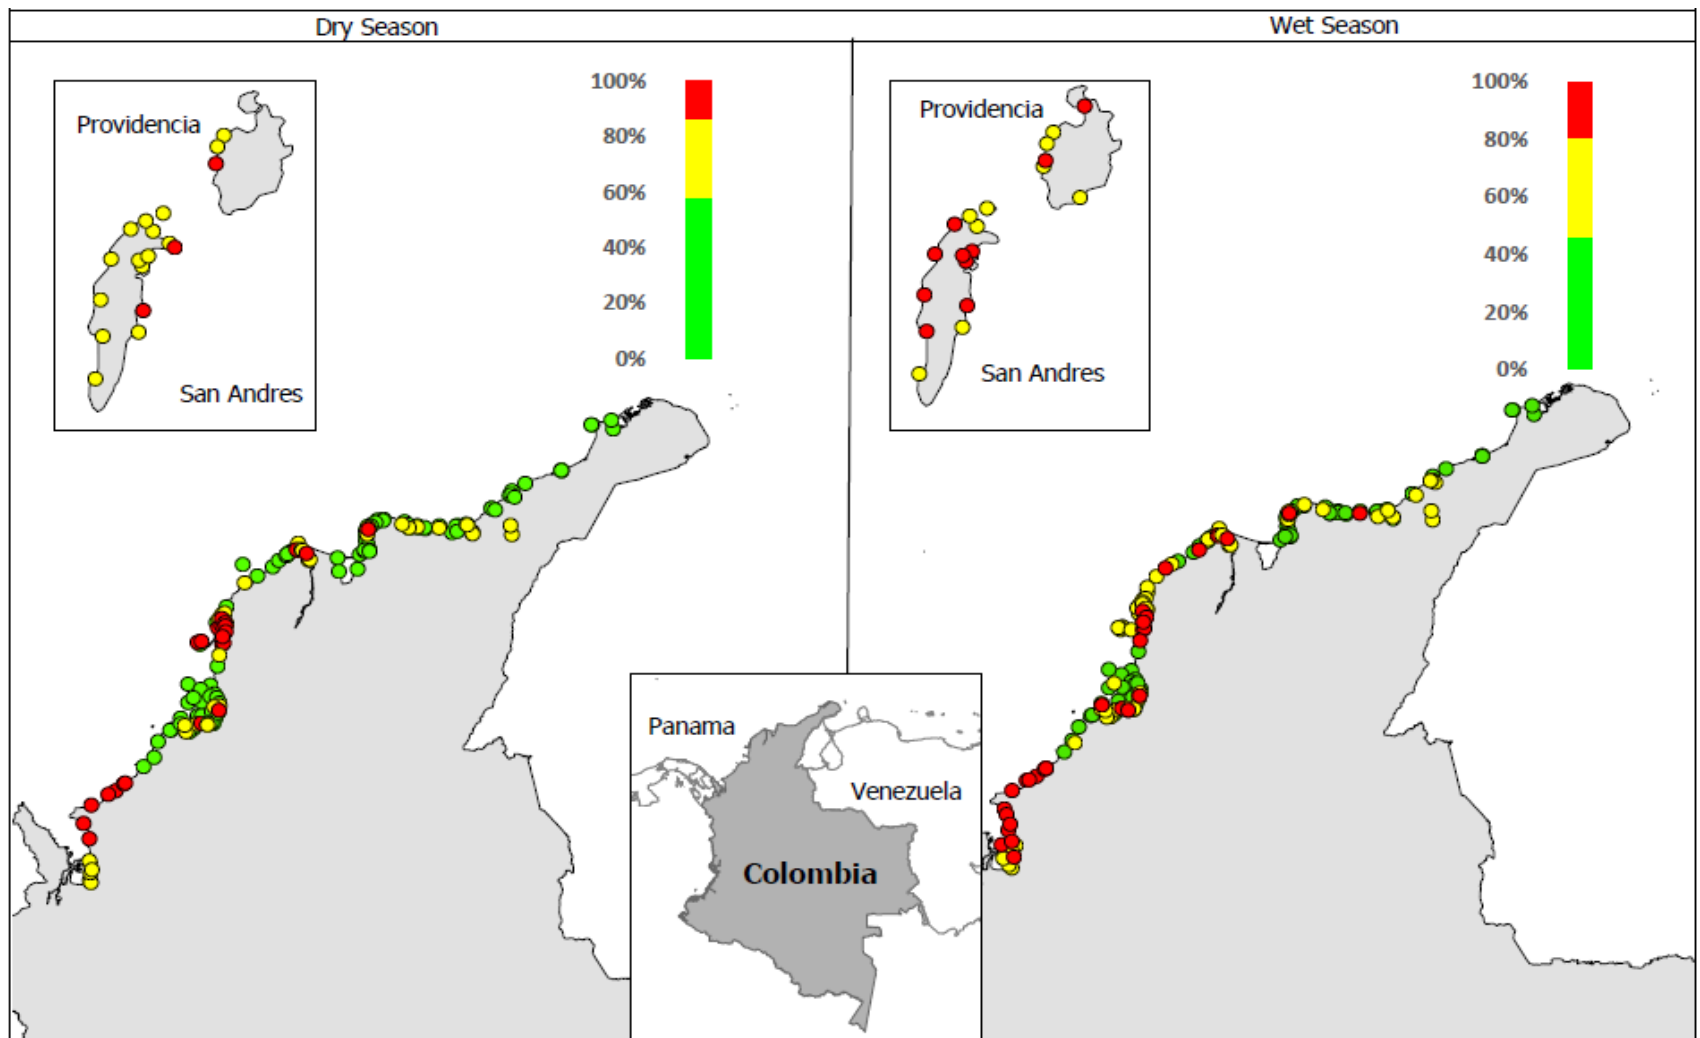 Dry Season
Wet Season
Providencia
San Andres
100%
80%
60%
40%
20%
0%
Providencia
San Andres
100%
80%
60%
40%
20%
0%
Panama
Venezuela
Colombia